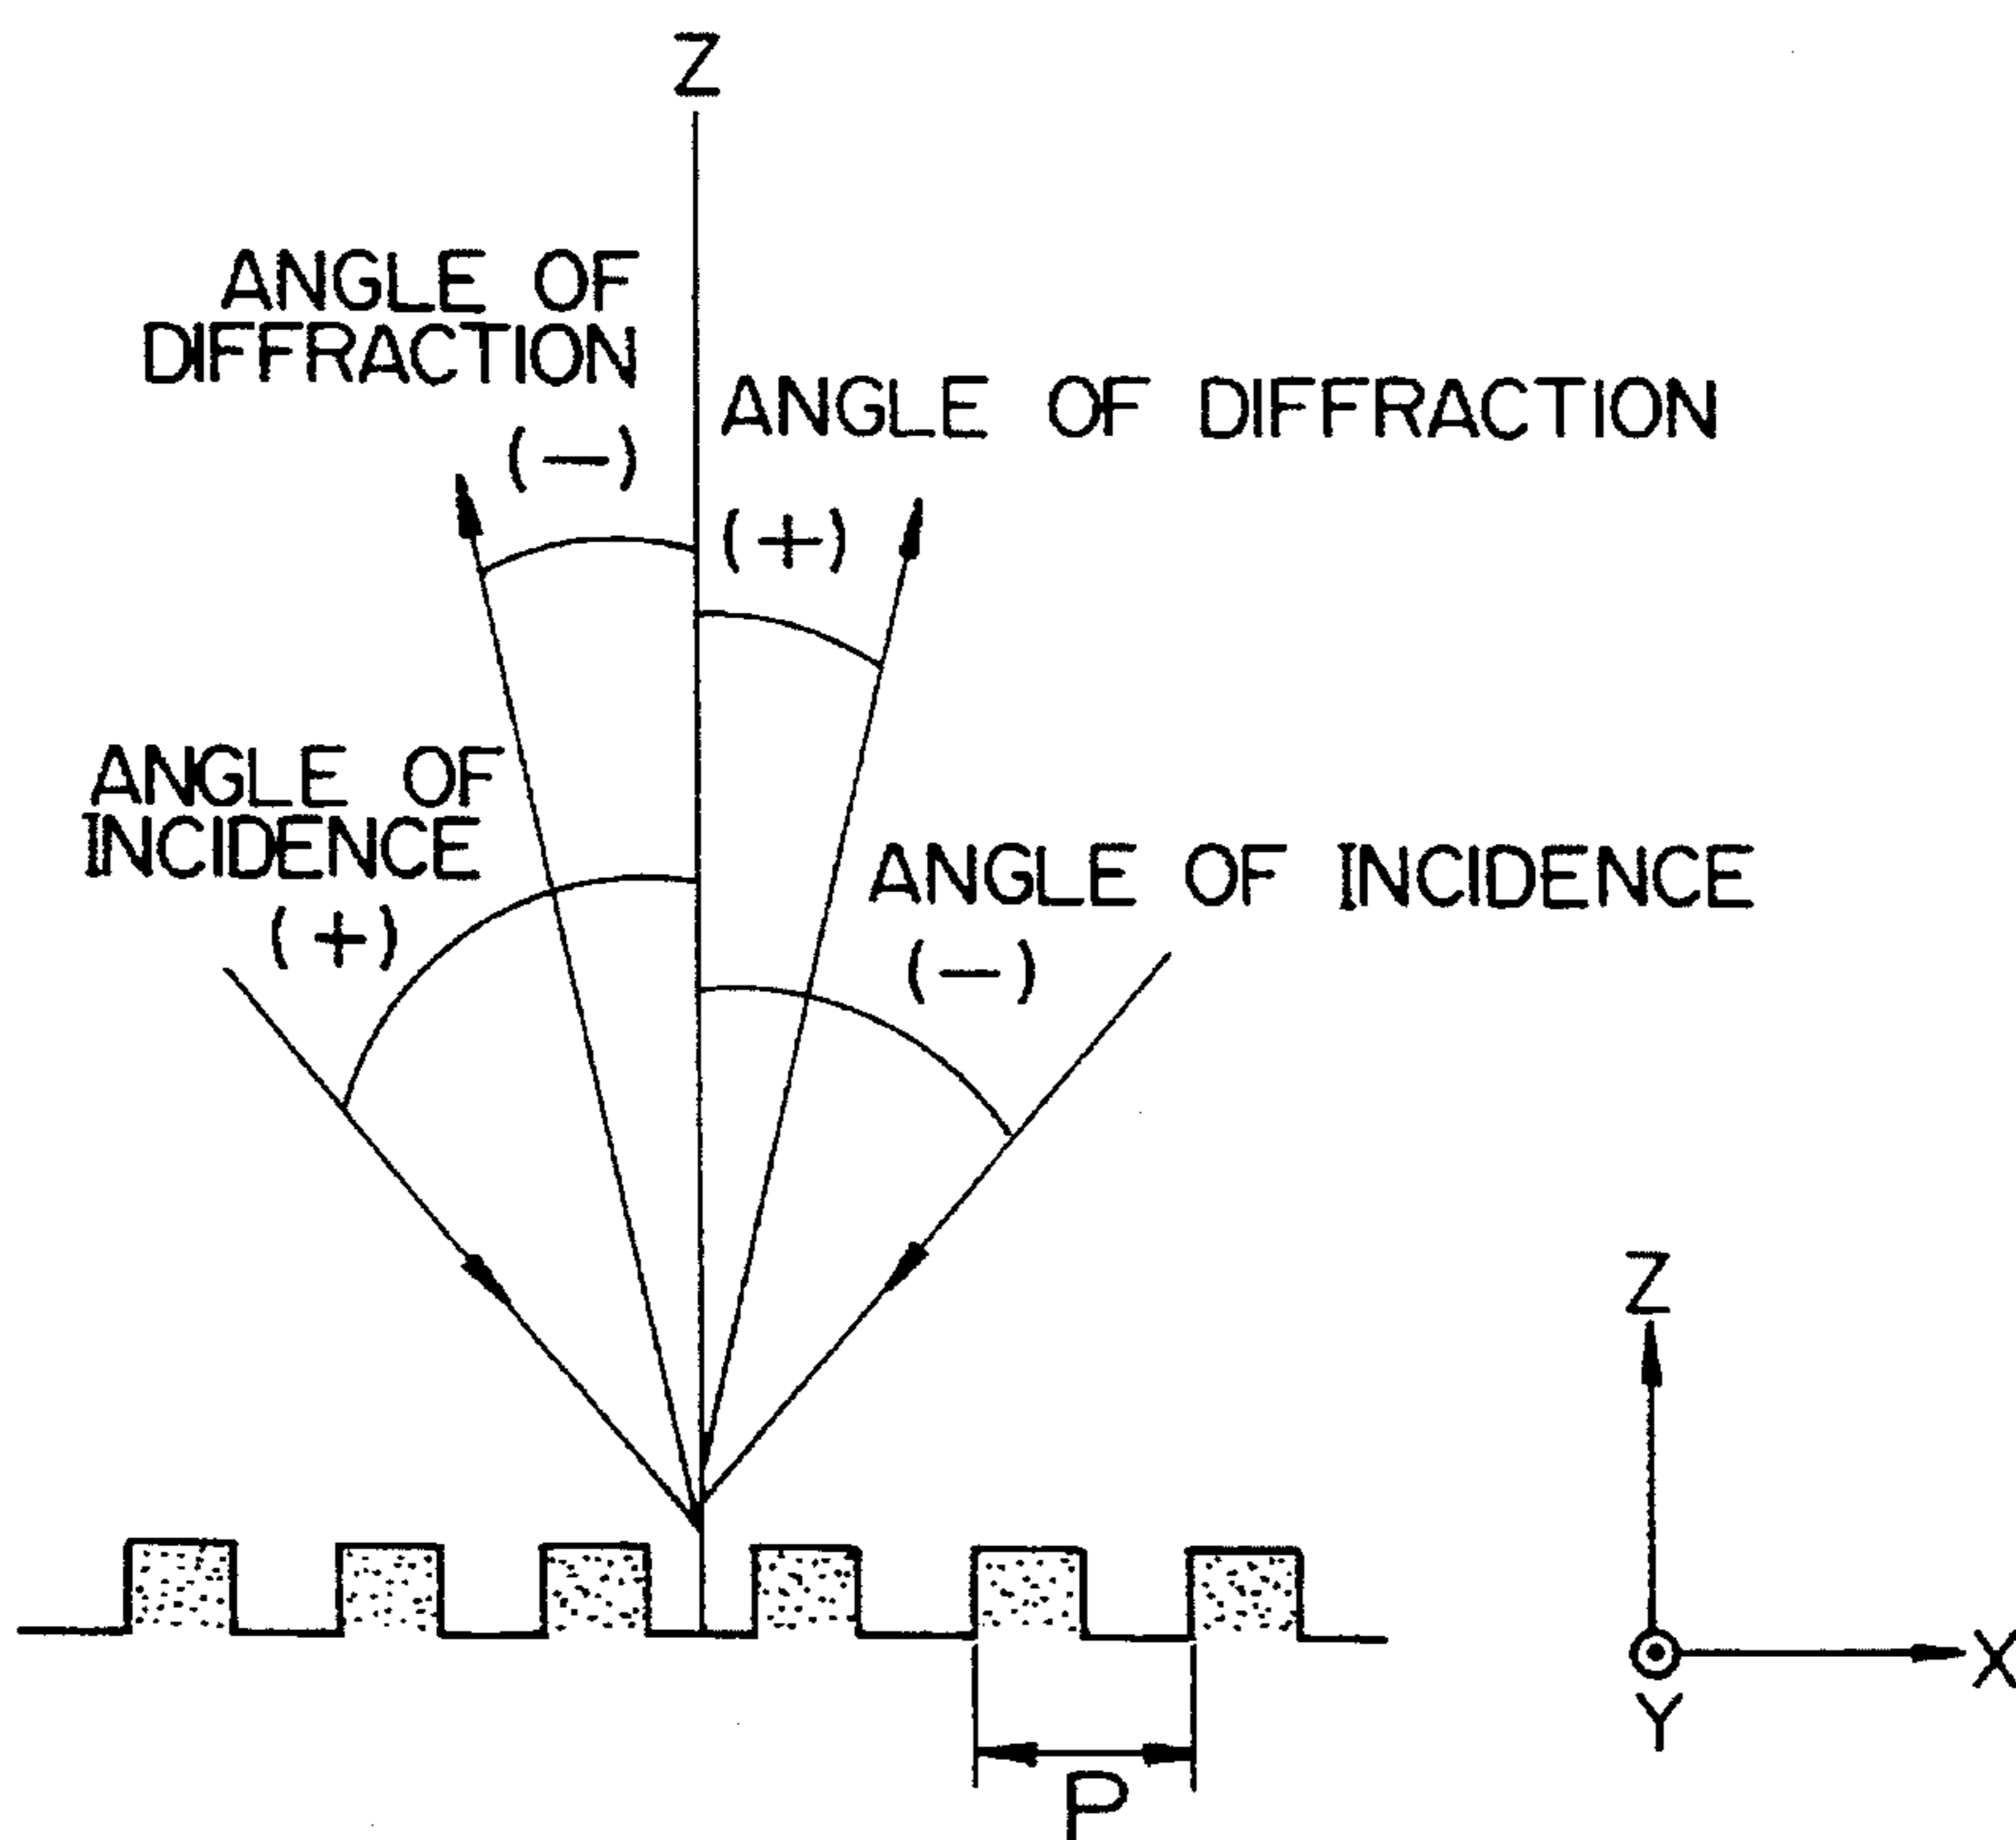 Z
ANGLE OF
DIFFRACTION
(—)
ANGLE OF DIFFRACTION
(+)
ANGLE OF
INCIDENCE
(+)
ANGLE OF INCIDENCE
(—)
Z
X
Y
P